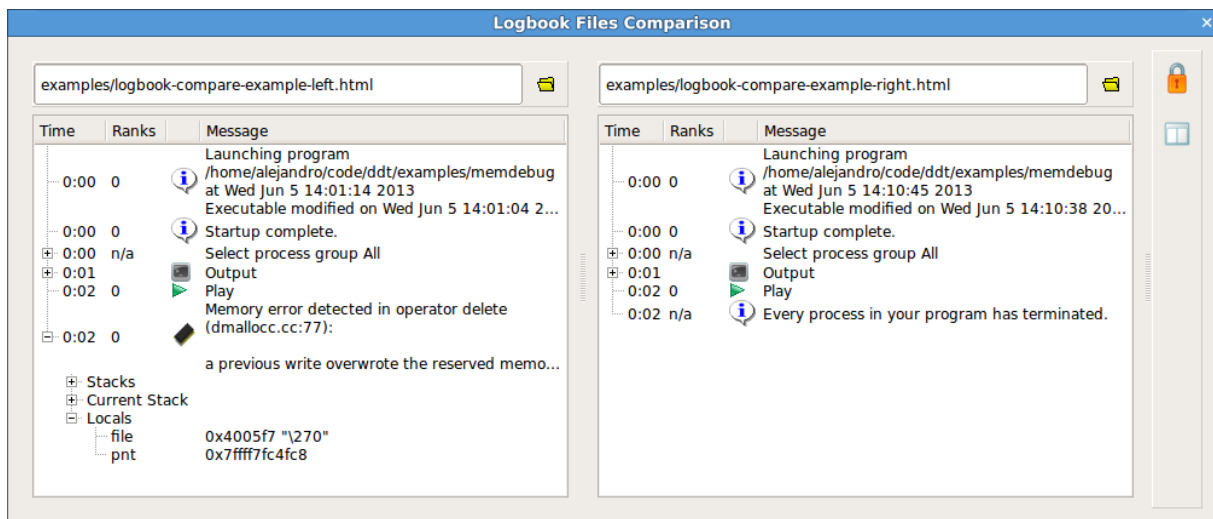 Logbook Files Comparison
examples/logbook-compare-example-left.html
Time Ranks Message
Launching program
0:00 0 /home/alejandro/code/ddt/examples/memdebug
at Wed Jun 5 14:01:14 2013
Executable modified on Wed Jun 5 14:01:04 2...
0:00 0 Startup complete.
0:00 n/a Select process group All
0:01 Output
0:02 0 Play
Memory error detected in operator delete
0:02 0 (dmallocc.cc:77):
a previous write overwrote the reserved memo...
Stacks
Current Stack
Locals
file 0x4005f7 "\270"
pnt 0x7ffff7fc4fc8
examples/logbook-compare-example-right.html
Time Ranks Message
Launching program
0:00 0 /home/alejandro/code/ddt/examples/memdebug
at Wed Jun 5 14:10:45 2013
Executable modified on Wed Jun 5 14:10:38 20...
0:00 0 Startup complete.
0:00 n/a Select process group All
0:01 Output
0:02 0 Play
0:02 n/a Every process in your program has terminated.